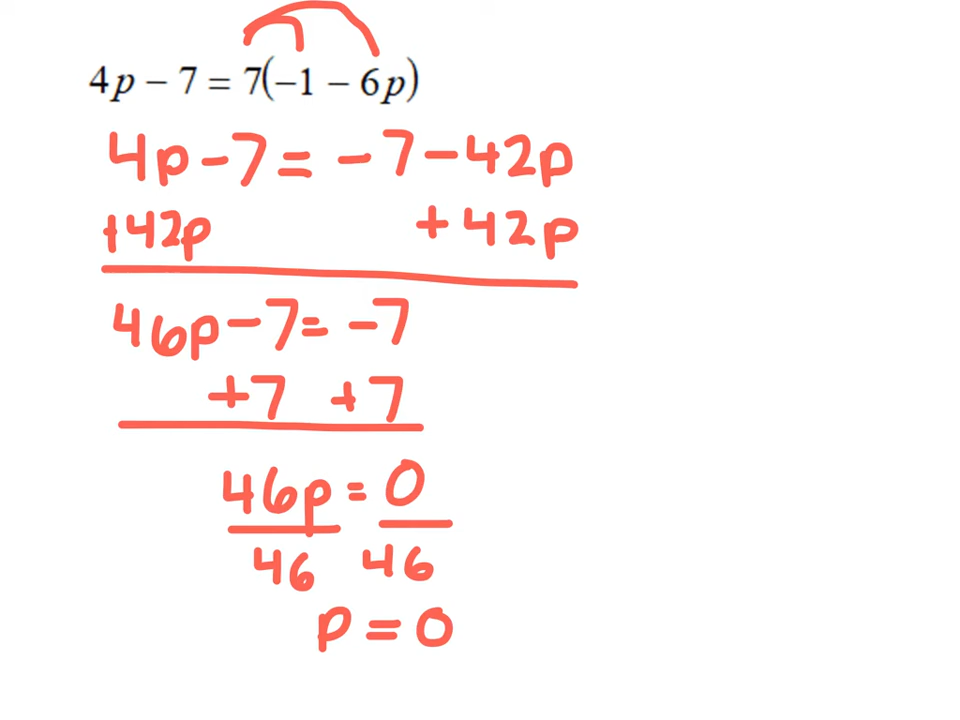 4p − 7 = 7(−1 − 6p)
4p − 7 = − 7 − 42p
+42p + 42p
46p − 7 = − 7
+7 +7
46p = 0
46 46
p = 0